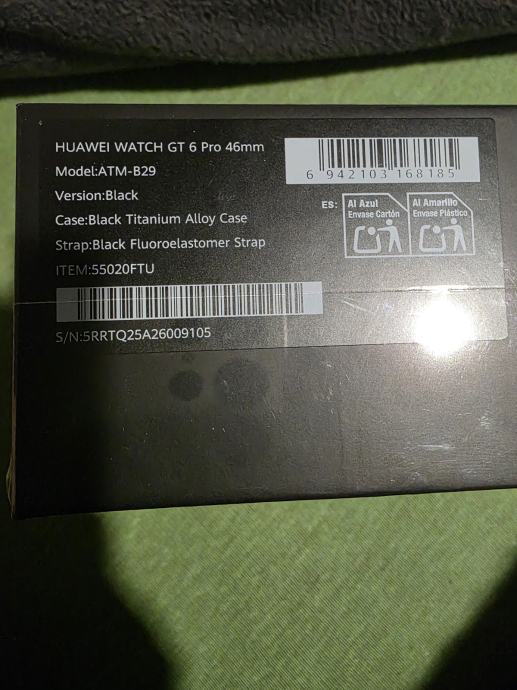 HUAWEI WATCH GT 6 Pro 46mm
Model:ATM-B29
Version:Black
Case:Black Titanium Alloy Case
Strap:Black Fluoroelastomer Strap
ITEM:55020FTU
S/N:5RRTQ25A26009105
6 942103 168185
ES:
Al Azul
Envase Cartón
Al Amarillo
Envase Plástico